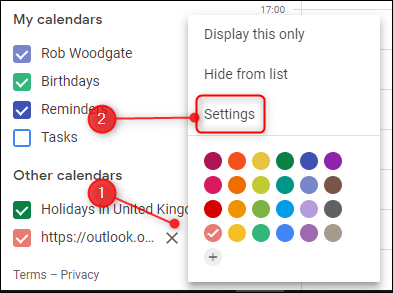 17:00
My calendars
Rob Woodgate
Birthdays
Reminders
Tasks
Other calendars
Holidays in United Kingdo
https://outlook.o...
Terms – Privacy
Display this only
Hide from list
Settings
2
1